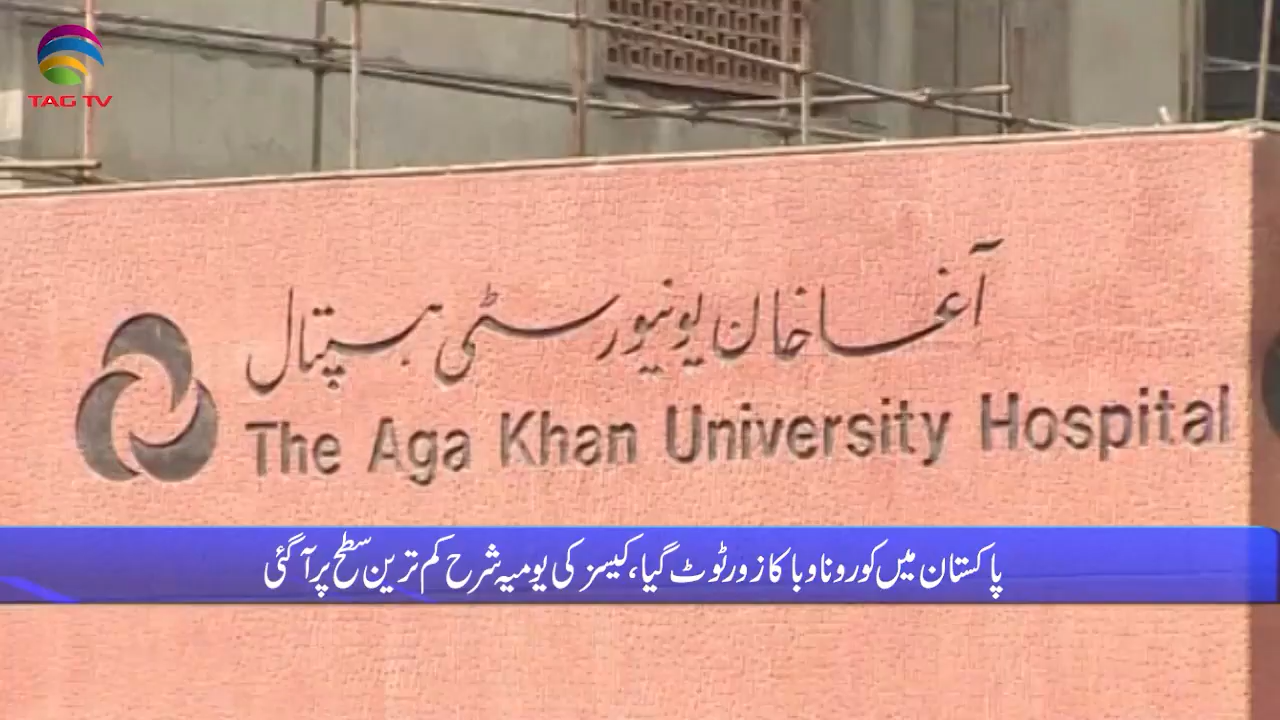 TAG TV
آغا خان یونیورسٹی ہسپتال
The Aga Khan University Hospital
پاکستان میں کورونا وبا کا زور ٹوٹ گیا، کیسز کی یومیہ شرح کم ترین سطح پر آگئی